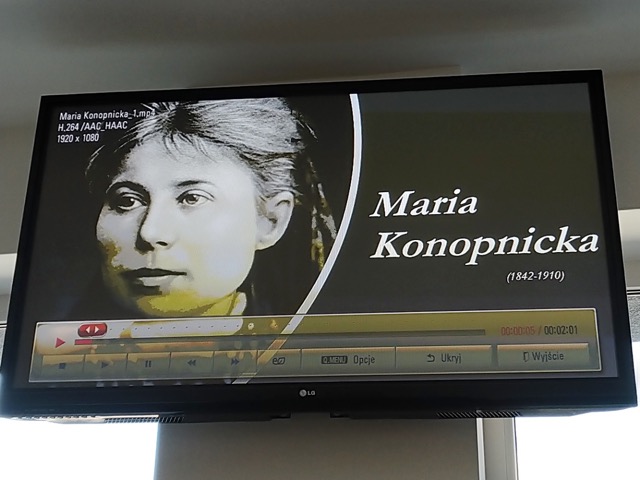 Maria Konopnicka_1.mp4
H.264 /AAC_HAAC
1920 x 1080
Maria
Konopnicka
(1842-1910)
00:00:05 / 00:02:01
Q.MENU Opcje
Ukryj
Wyjście
LG